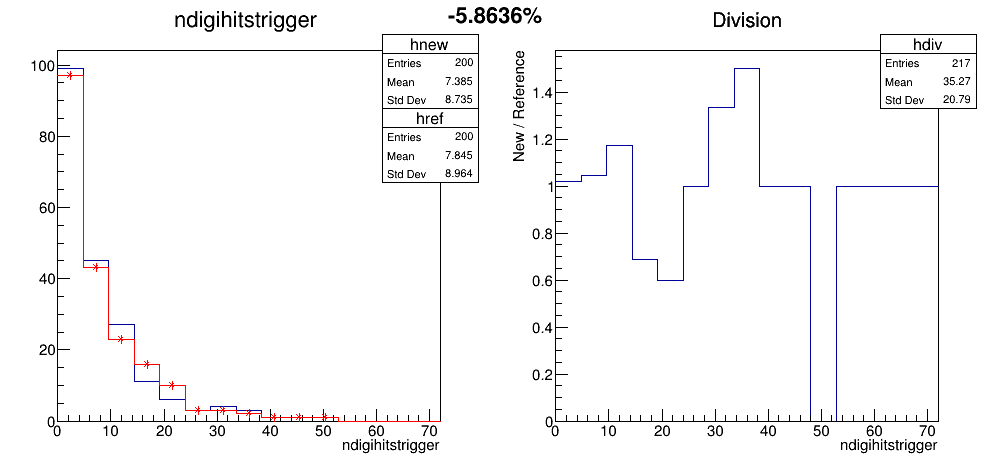 ndigihitstrigger
-5.8636%
Division
hnew
Entries 200
Mean 7.385
Std Dev 8.735
href
Entries 200
Mean 7.845
Std Dev 8.964
100
80
60
40
20
0
0 10 20 30 40 50 60 70
ndigihitstrigger
hdiv
Entries 217
Mean 35.27
Std Dev 20.79
New / Reference
1.4
1.2
1
0.8
0.6
0.4
0.2
0
0 10 20 30 40 50 60 70
ndigihitstrigger